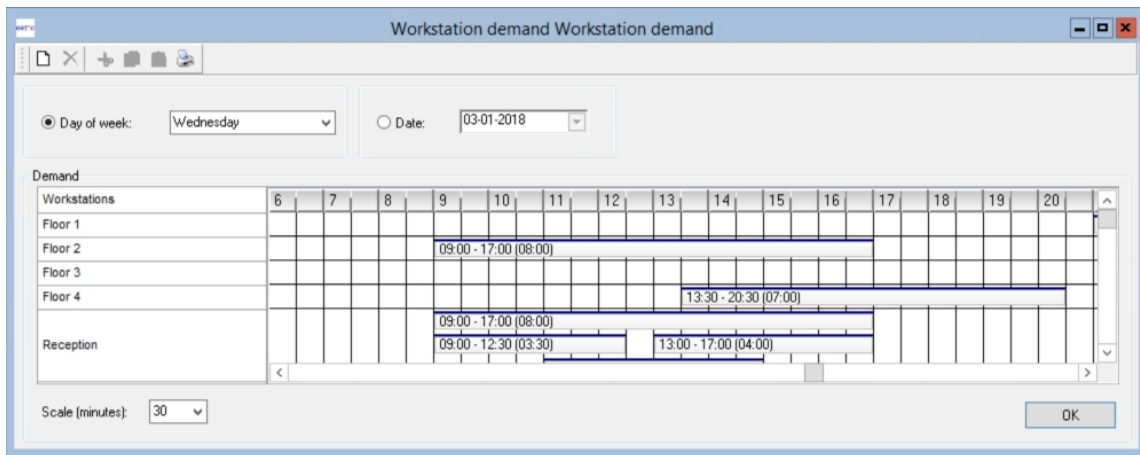 Workstation demand Workstation demand
Day of week: Wednesday Date: 03-01-2018
Demand
Workstations 6 7 8 9 10 11 12 13 14 15 16 17 18 19 20
Floor 1
Floor 2 09:00 - 17:00 (08:00)
Floor 3
Floor 4 13:30 - 20:30 (07:00)
09:00 - 17:00 (08:00)
Reception 09:00 - 12:30 (03:30) 13:00 - 17:00 (04:00)
Scale (minutes): 30 OK